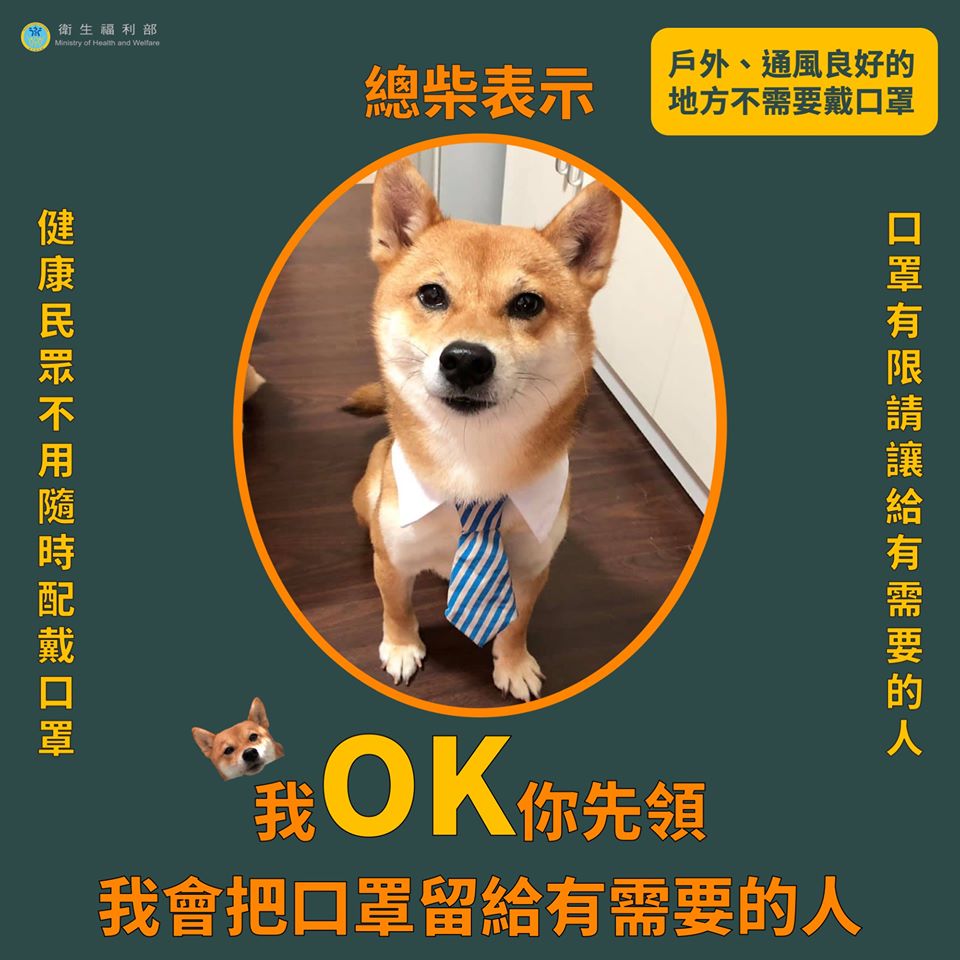 衛生福利部
Ministry of Health and Welfare
總柴表示
戶外、通風良好的
地方不需要戴口罩
健康民眾不用隨時配戴口罩
口罩有限請讓給有需要的人
我OK你先領
我會把口罩留給有需要的人